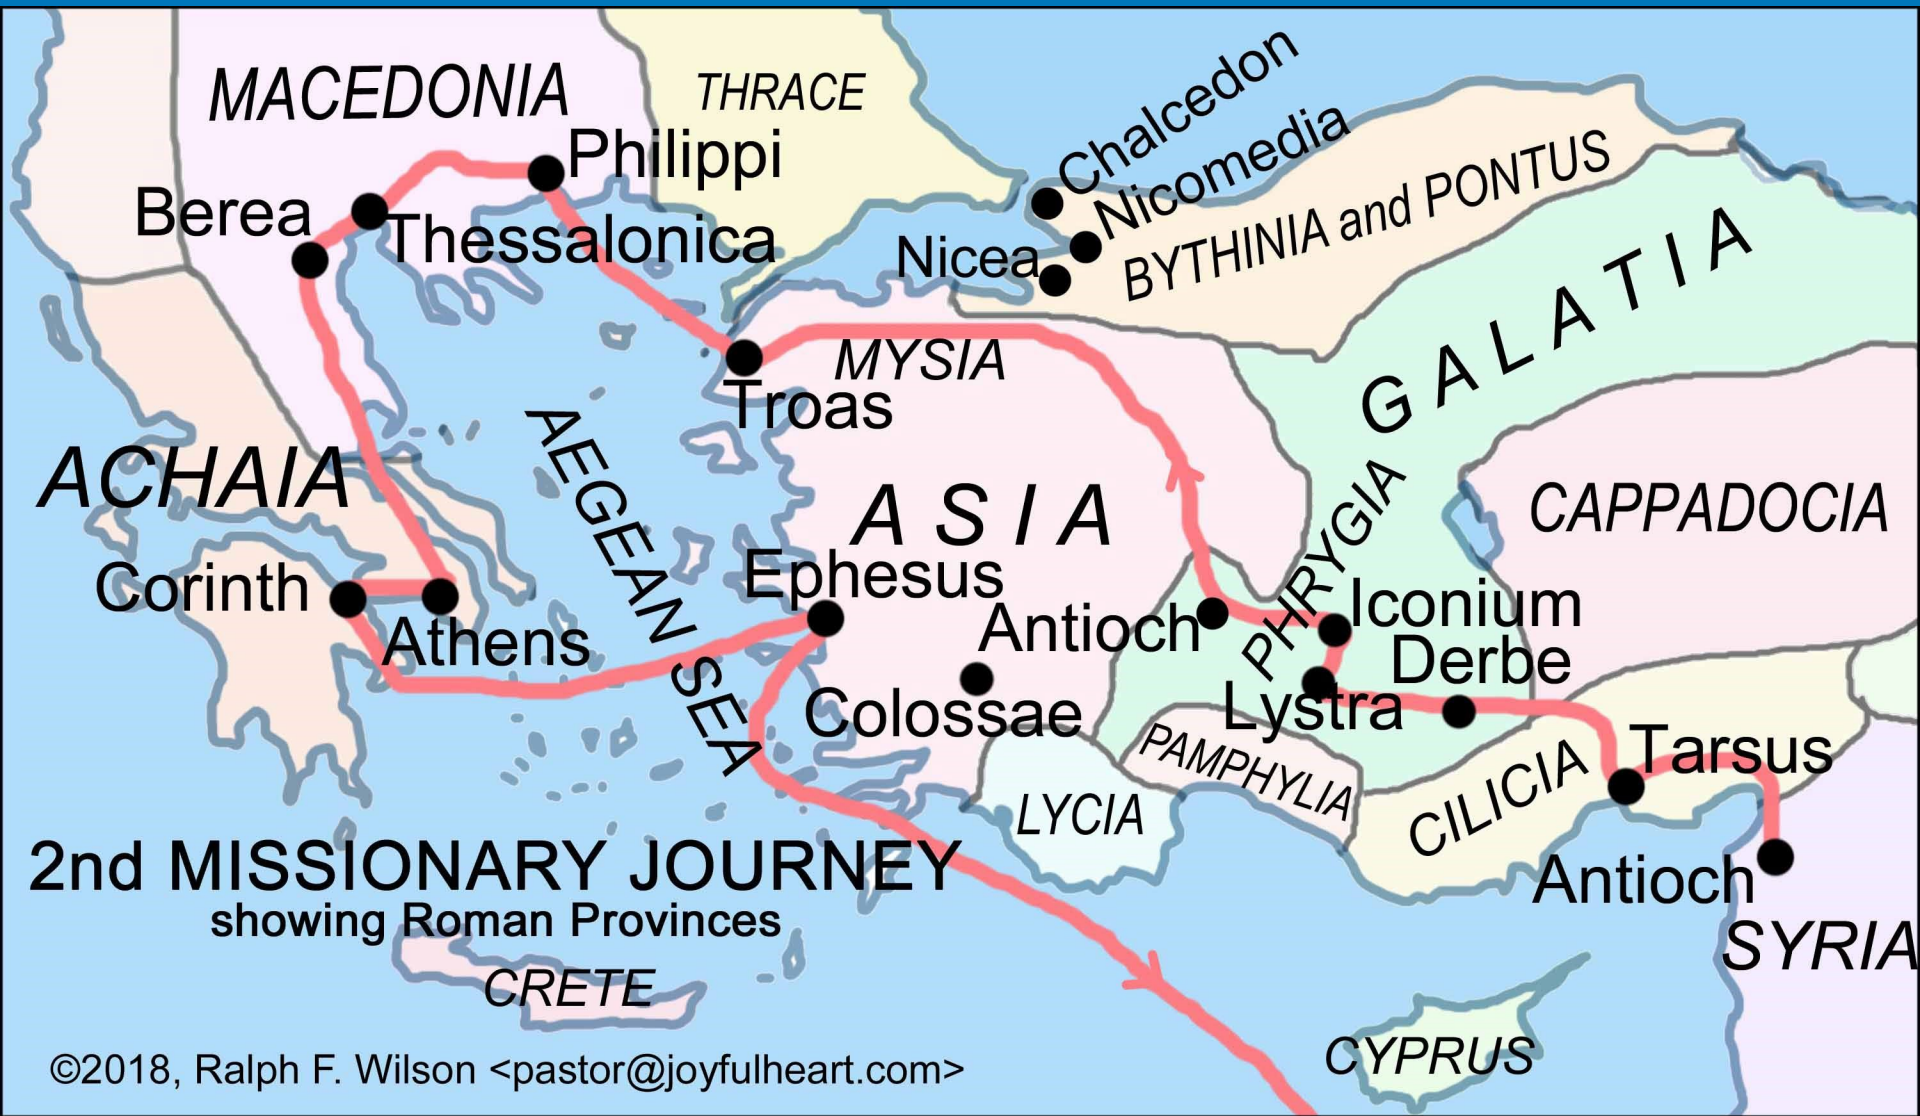 MACEDONIA
THRACE
Chalcedon
Nicomedia
Philippi
BYTHINIA and PONTUS
Berea
Thessalonica
Nicea
GALATIA
MYSIA
Troas
AEGEAN SEA
ACHAIA
PHRYGIA
ASIA
CAPPADOCIA
Corinth
Ephesus
Iconium
Athens
Antioch
Derbe
Colossae
Lystra
PAMPHYLIA
Tarsus
LYCIA
CILICIA
2nd MISSIONARY JOURNEY
showing Roman Provinces
Antioch
SYRIA
CRETE
CYPRUS
©2018, Ralph F. Wilson <pastor@joyfulheart.com>